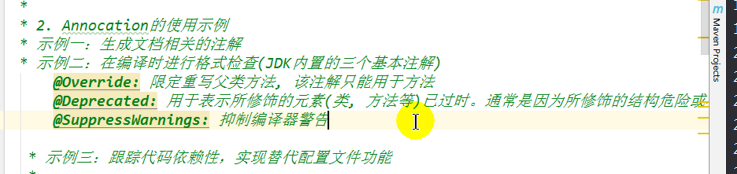 *
* 2. Annocation的使用示例
* 示例一：生成文档相关的注解
* 示例二：在编译时进行格式检查(JDK内置的三个基本注解)
@Override: 限定重写父类方法, 该注解只能用于方法
@Deprecated: 用于表示所修饰的元素(类, 方法等)已过时。通常是因为所修饰的结构危险或
@SuppressWarnings: 抑制编译器警告
* 示例三：跟踪代码依赖性，实现替代配置文件功能
*
Maven Projects